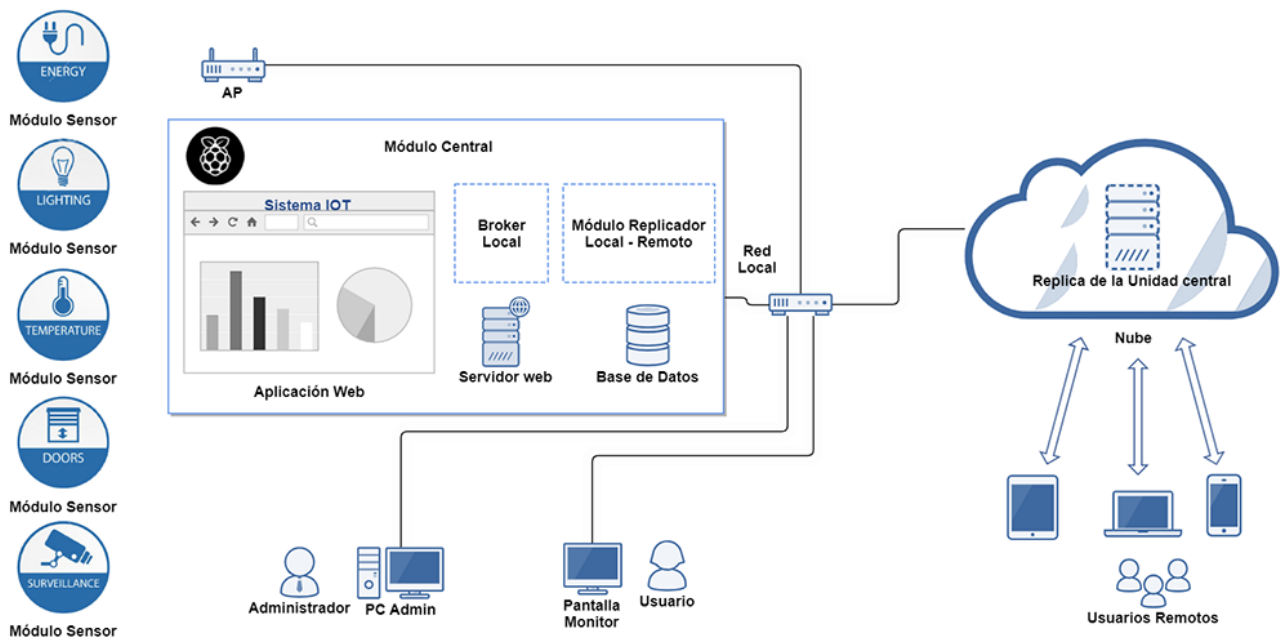 ENERGY
Módulo Sensor
LIGHTING
Módulo Sensor
TEMPERATURE
Módulo Sensor
DOORS
Módulo Sensor
SURVEILLANCE
Módulo Sensor
AP
Módulo Central
Sistema IOT
Aplicación Web
Broker
Local
Módulo Replicador
Local - Remoto
Servidor web
Base de Datos
Red
Local
Administrador
PC Admin
Pantalla
Monitor
Usuario
Replica de la Unidad central
Nube
Usuarios Remotos